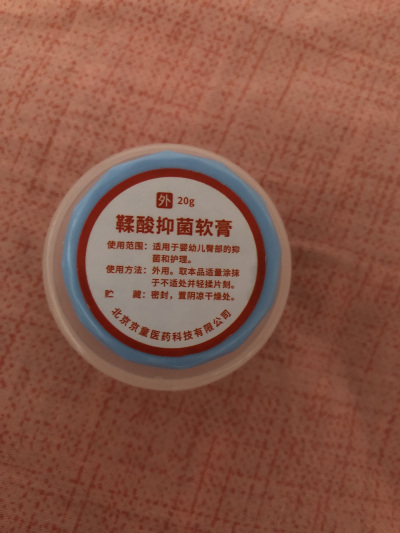 外 20g
鞣酸抑菌软膏
使用范围：适用于婴幼儿臀部的抑
菌和护理。
使用方法：外用。取本品适量涂抹
于不适处并轻揉片刻。
贮 藏：密封，置阴凉干燥处。
北京京童医药科技有限公司